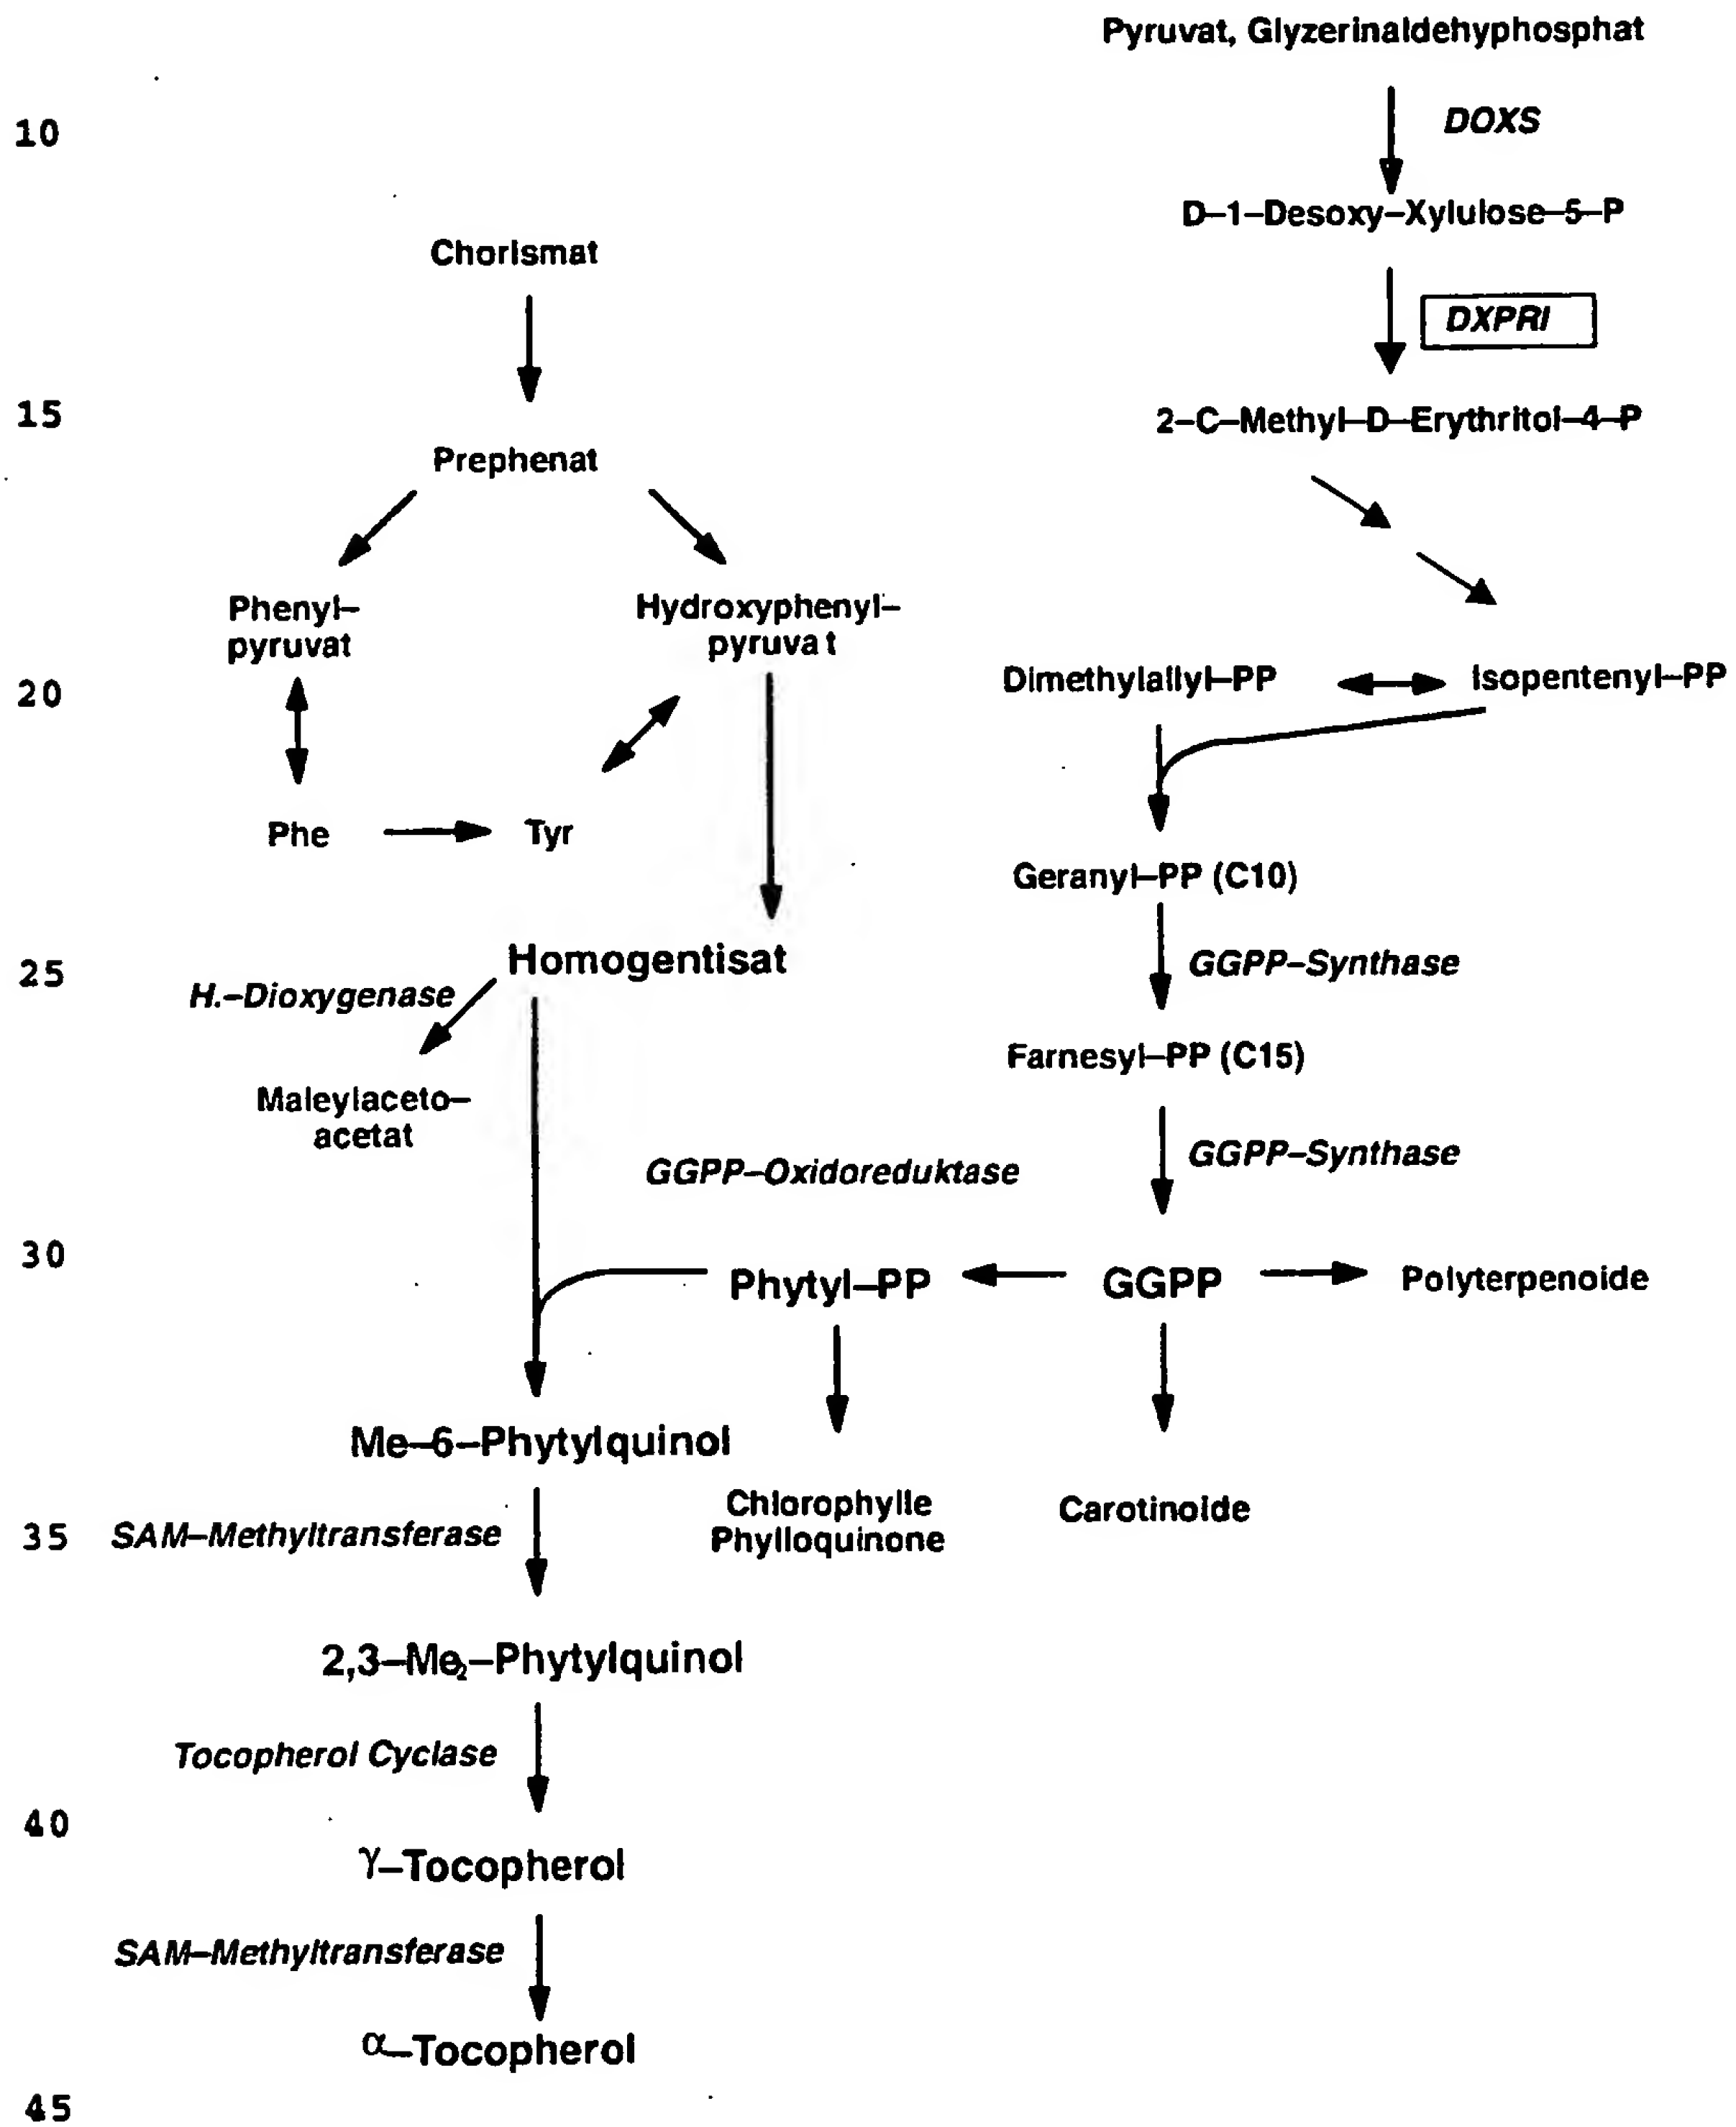 Pyruvat, Glyzerinaldehyphosphat
10
DOXS
D-1-Desoxy-Xylulose-5-P
Chorismat
DXPRI
15
2-C-Methyl-D-Erythritol-4-P
Prephenat
Phenyl-
pyruvat
Hydroxyphenyl-
pyruvat
20
Dimethylallyl-PP
Isopentenyl-PP
Phe
Tyr
Geranyl-PP (C10)
25
Homogentisat
GGPP-Synthase
H.-Dioxygenase
Farnesyl-PP (C15)
Maleylaceto-
acetat
GGPP-Oxidoreduktase
GGPP-Synthase
30
Phytyl-PP
GGPP
Polyterpenoide
Me-6-Phytylquinol
Chlorophylle
Phylloquinone
Carotinoide
35
SAM-Methyltransferase
2,3-Me₂-Phytylquinol
Tocopherol Cyclase
40
γ-Tocopherol
SAM-Methyltransferase
α-Tocopherol
45